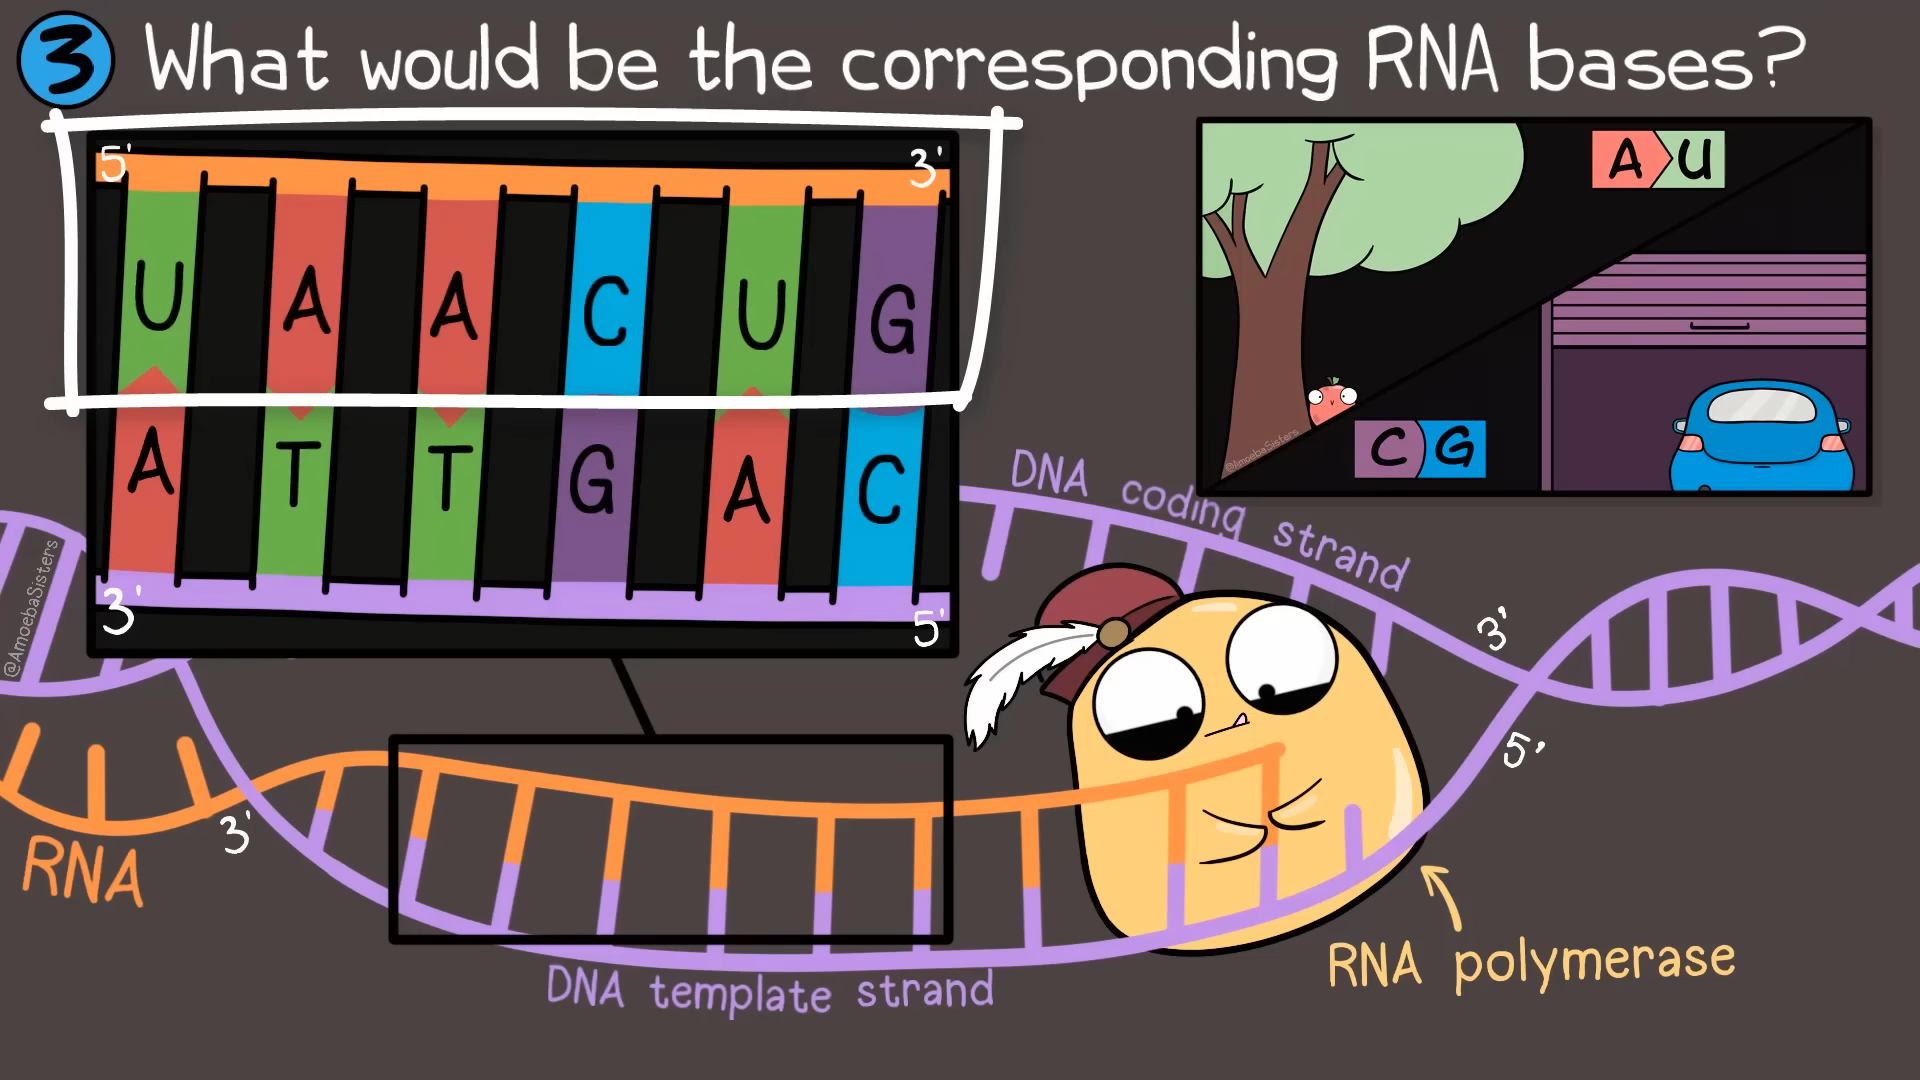 3 What would be the corresponding RNA bases?
5' 3'
U A A C U G
A T T G A C
3' 5'
A U
C G
@AmoebaSisters
DNA coding strand
@AmoebaSisters
3'
5'
3'
RNA
DNA template strand
RNA polymerase